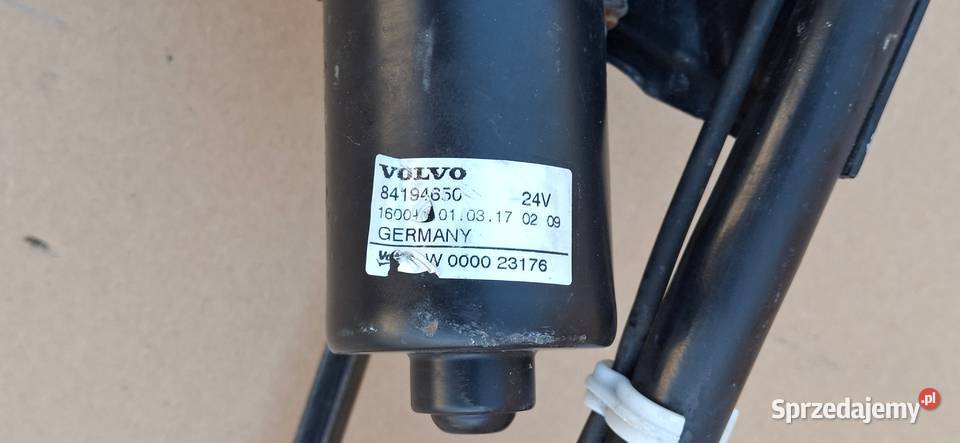 VOLVO
84194650 24V
01.03.17 02 09
GERMANY
W 0000 23176
Sprzedajemy.pl